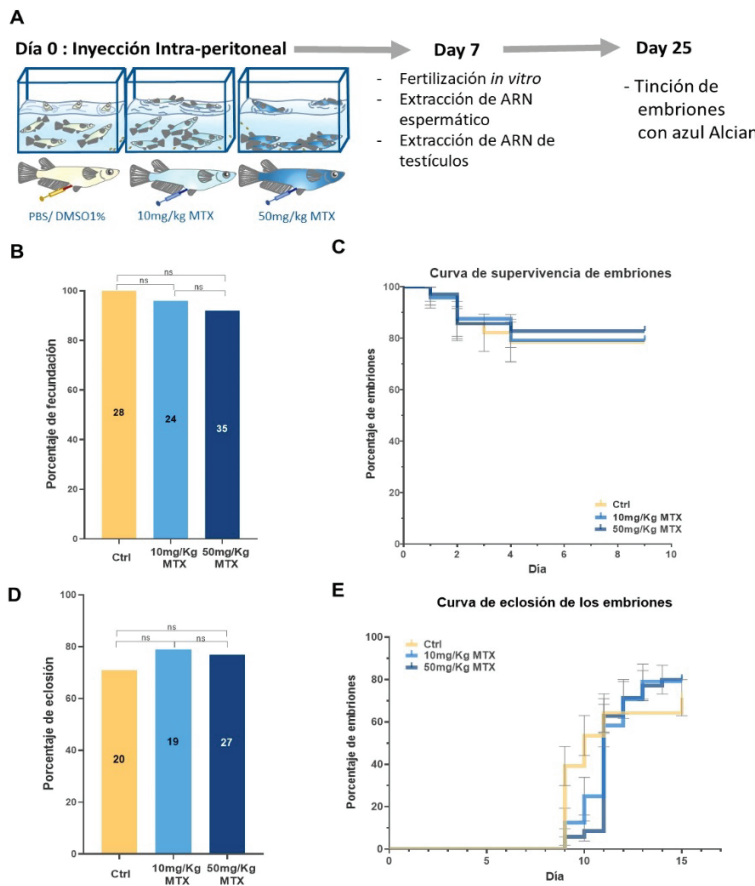 A
Día 0 : Inyección Intra-peritoneal
Day 7
Day 25
- Fertilización in vitro
- Extracción de ARN
espermático
- Extracción de ARN de
testículos
- Tinción de
embriones
con azul Alcian
PBS/ DMSO1%
10mg/kg MTX
50mg/kg MTX
B
ns
ns
ns
Porcentaje de fecundación
100
80
60
40
20
0
28
24
35
Ctrl
10mg/Kg
MTX
50mg/Kg
MTX
C
Curva de supervivencia de embriones
Porcentaje de embriones
100
80
60
40
20
0
Ctrl
10mg/Kg MTX
50mg/Kg MTX
0
2
4
6
8
10
Dia
D
ns
ns
ns
Porcentaje de eclosión
100
80
60
40
20
0
20
19
27
Ctrl
10mg/Kg
MTX
50mg/Kg
MTX
E
Curva de eclosión de los embriones
Porcentaje de embriones
100
80
60
40
20
0
Ctrl
10mg/Kg MTX
50mg/Kg MTX
0
5
10
15
Dia